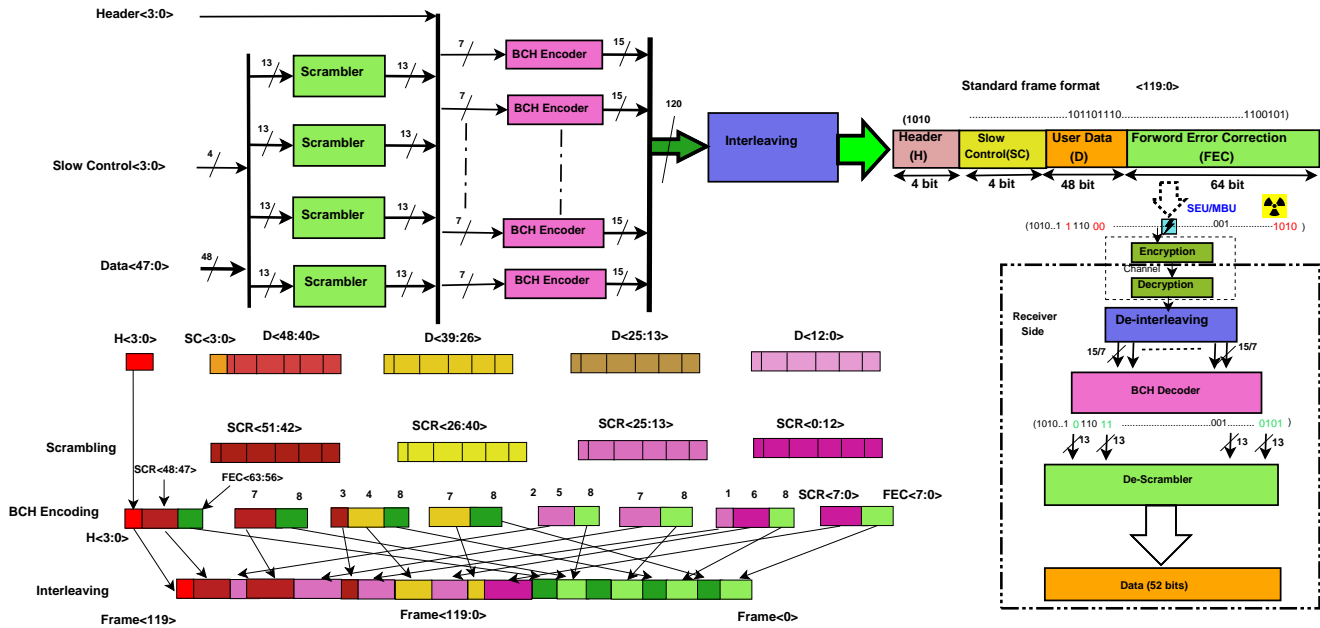 Header<3:0>
Slow Control<3:0>
Data<47:0>
4
48
13
Scrambler
13
13
Scrambler
13
13
Scrambler
13
13
Scrambler
13
7
BCH Encoder
15
7
BCH Encoder
15
7
BCH Encoder
15
7
BCH Encoder
15
120
Interleaving
Standard frame format <119:0>
(1010 ..............................101101110........................1100101)
Header (H)
Slow Control(SC)
User Data (D)
Forword Error Correction (FEC)
4 bit
4 bit
48 bit
64 bit
SEU/MBU
(1010..1 1 110 00 ..............................001..............1010 )
Encryption
Channel
Decryption
Receiver Side
De-interleaving
15/7
15/7
BCH Decoder
(1010..1 0 110 11 ..............................001........0101 )
13
13
13
13
De-Scrambler
Data (52 bits)
H<3:0>
SC<3:0>
D<48:40>
D<39:26>
D<25:13>
D<12:0>
Scrambling
SCR<51:42>
SCR<26:40>
SCR<25:13>
SCR<0:12>
SCR<48:47>
FEC<63:56>
BCH Encoding
7 8
3 4 8
7 8
2 5 8
7 8
1 6 8
SCR<7:0>
FEC<7:0>
H<3:0>
Interleaving
Frame<119>
Frame<119:0>
Frame<0>